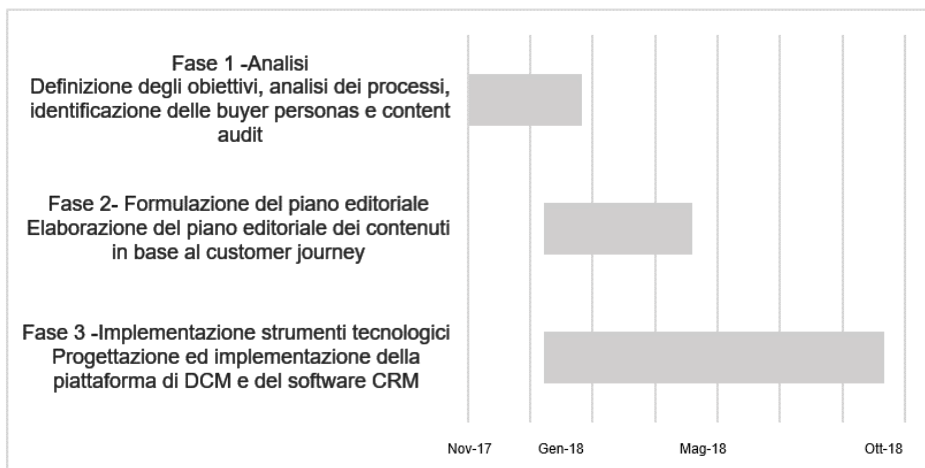 Fase 1 -Analisi
Definizione degli obiettivi, analisi dei processi,
identificazione delle buyer personas e content
audit
Fase 2- Formulazione del piano editoriale
Elaborazione del piano editoriale dei contenuti
in base al customer journey
Fase 3 -Implementazione strumenti tecnologici
Progettazione ed implementazione della
piattaforma di DCM e del software CRM
Nov-17 Gen-18 Mag-18 Ott-18